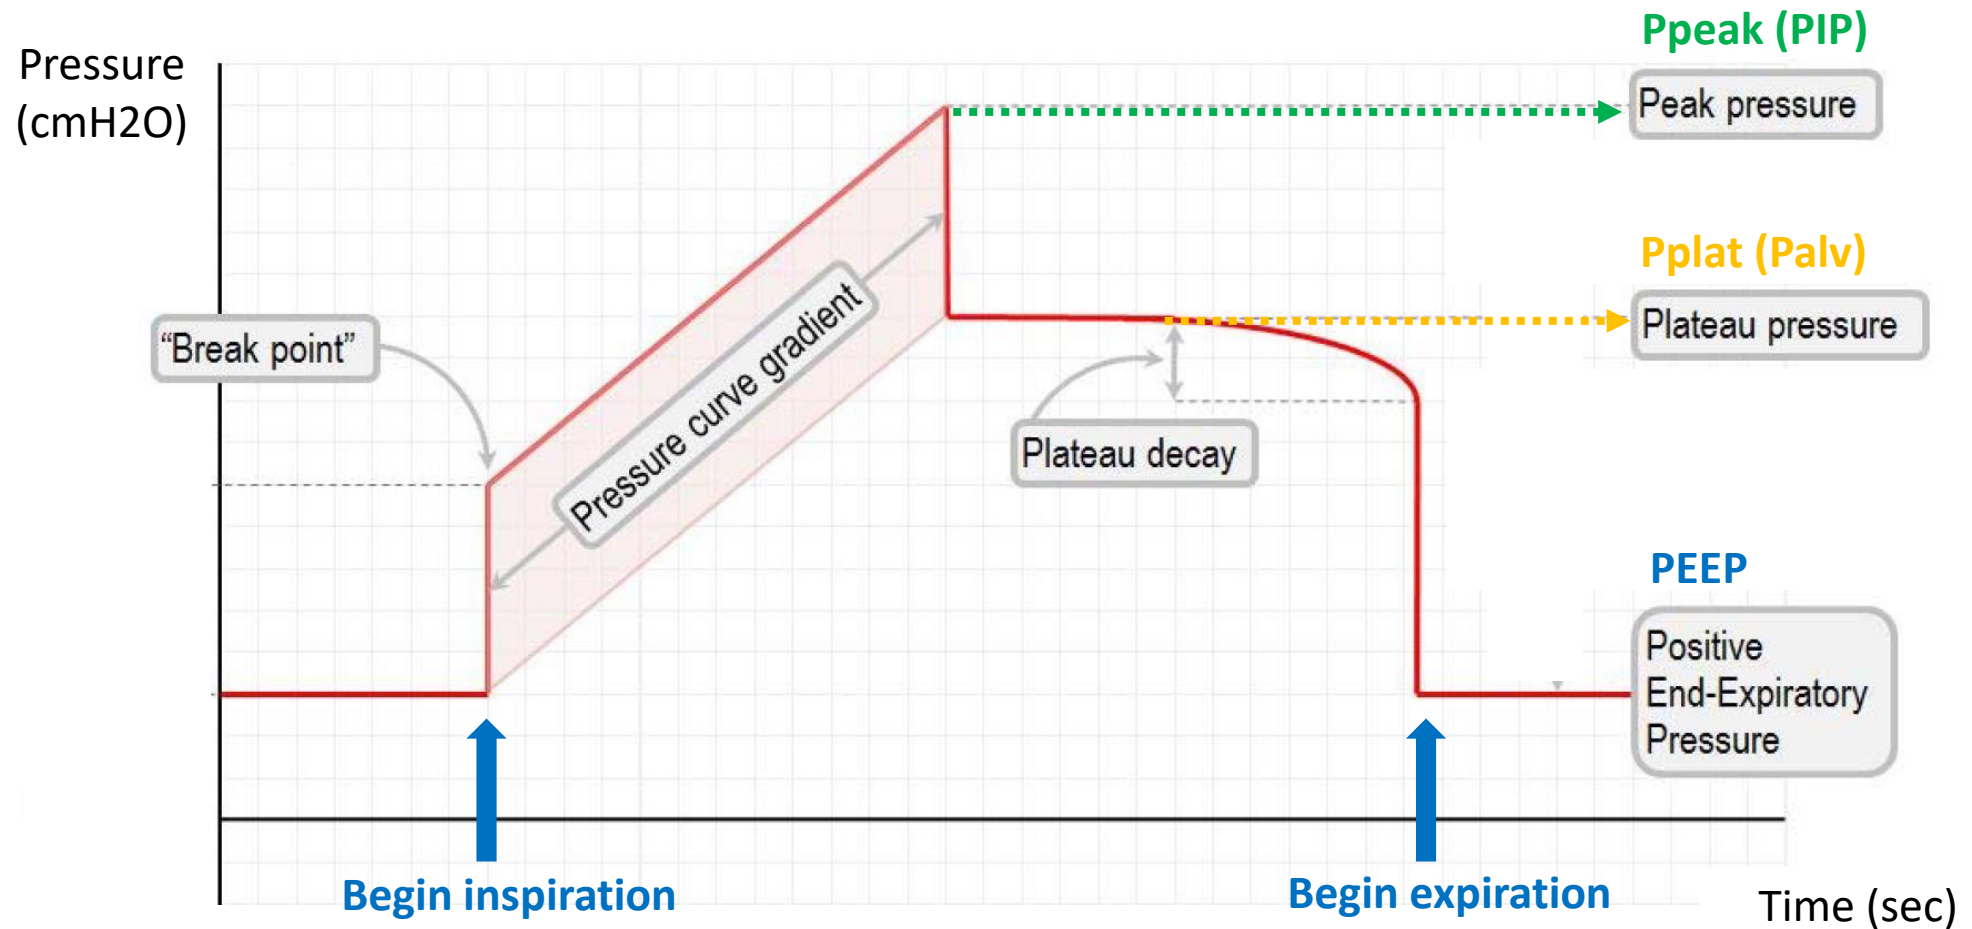 Pressure
(cmH2O)
Ppeak (PIP)
Peak pressure
Pplat (Palv)
Plateau pressure
“Break point”
Pressure curve gradient
Plateau decay
PEEP
Positive
End-Expiratory
Pressure
Begin inspiration
Begin expiration
Time (sec)